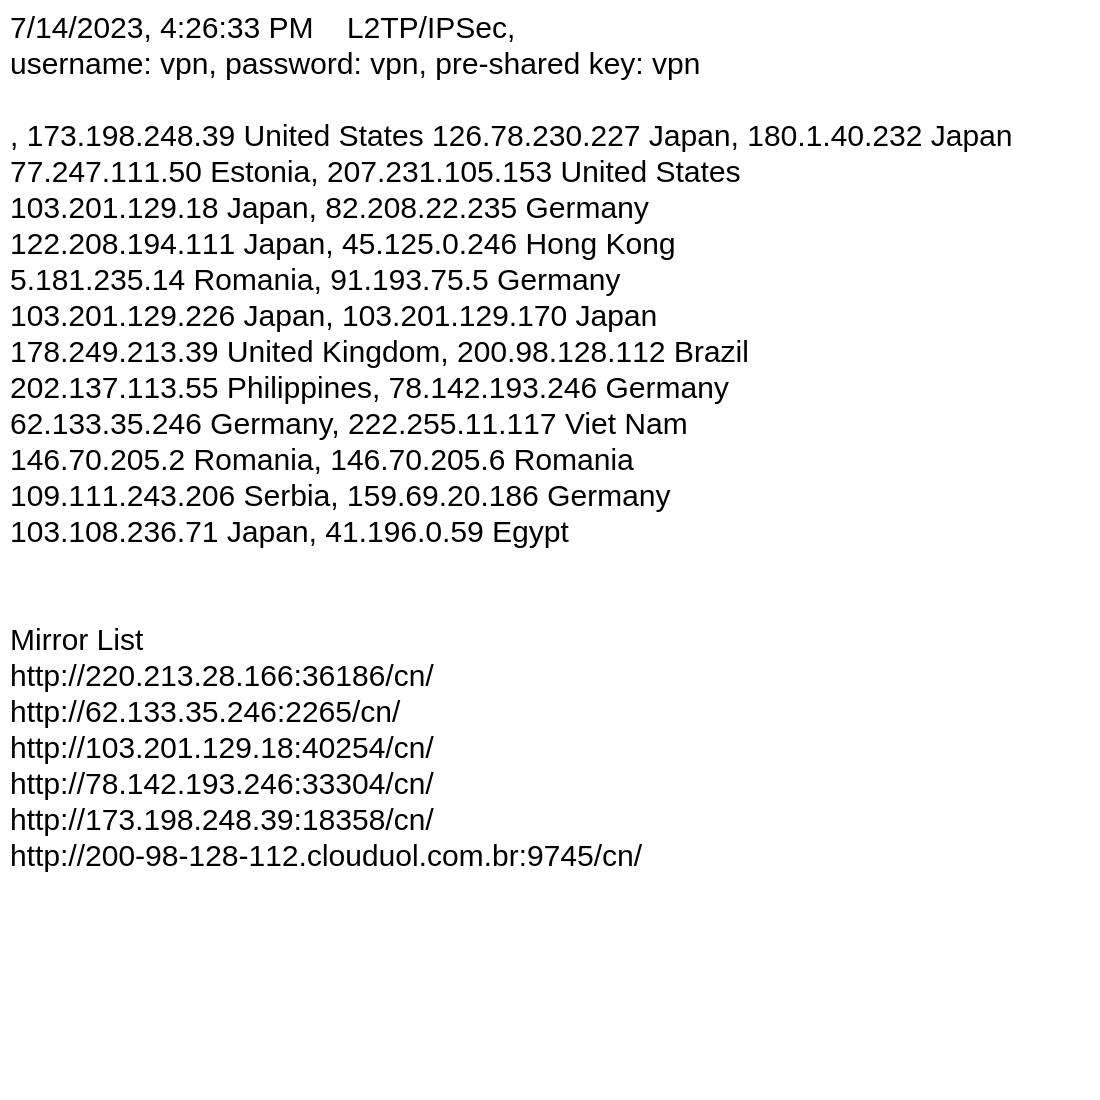 7/14/2023, 4:26:33 PM    L2TP/IPSec,
username: vpn, password: vpn, pre-shared key: vpn
, 173.198.248.39 United States 126.78.230.227 Japan, 180.1.40.232 Japan
77.247.111.50 Estonia, 207.231.105.153 United States
103.201.129.18 Japan, 82.208.22.235 Germany
122.208.194.111 Japan, 45.125.0.246 Hong Kong
5.181.235.14 Romania, 91.193.75.5 Germany
103.201.129.226 Japan, 103.201.129.170 Japan
178.249.213.39 United Kingdom, 200.98.128.112 Brazil
202.137.113.55 Philippines, 78.142.193.246 Germany
62.133.35.246 Germany, 222.255.11.117 Viet Nam
146.70.205.2 Romania, 146.70.205.6 Romania
109.111.243.206 Serbia, 159.69.20.186 Germany
103.108.236.71 Japan, 41.196.0.59 Egypt
Mirror List
http://220.213.28.166:36186/cn/
http://62.133.35.246:2265/cn/
http://103.201.129.18:40254/cn/
http://78.142.193.246:33304/cn/
http://173.198.248.39:18358/cn/
http://200-98-128-112.clouduol.com.br:9745/cn/